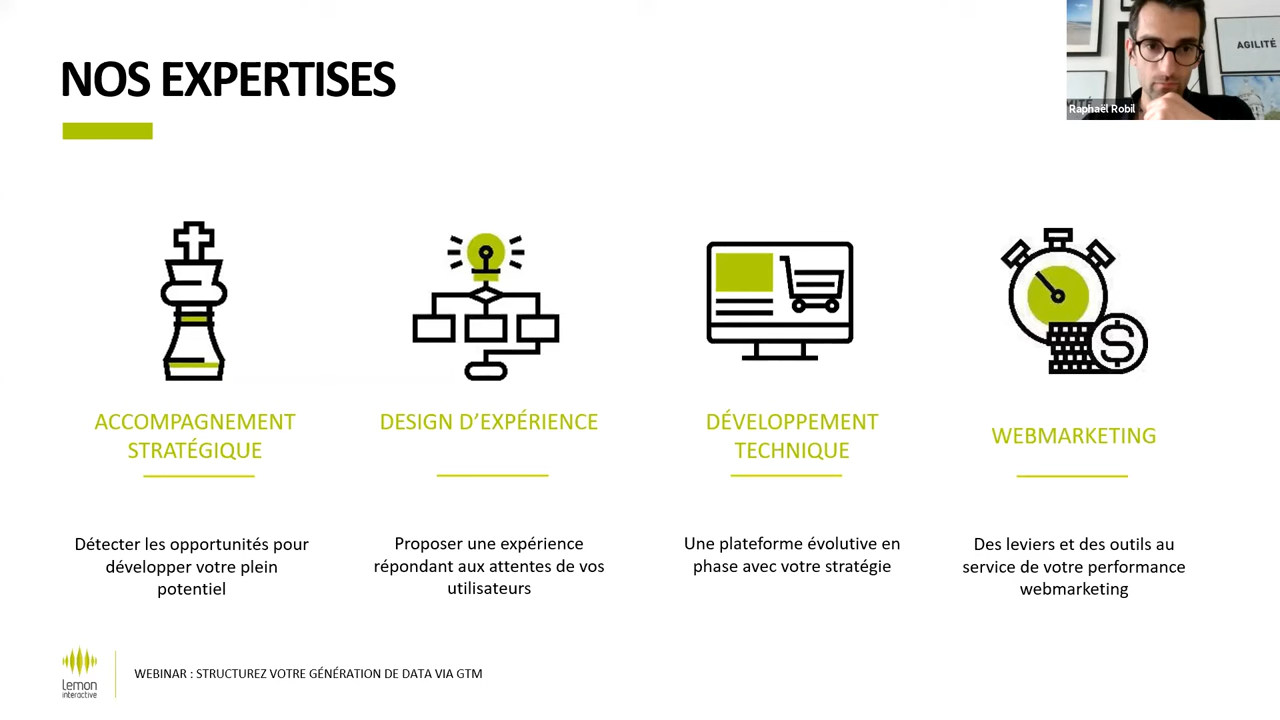 NOS EXPERTISES
AGILITÉ
Raphaël Robil
ACCOMPAGNEMENT
STRATÉGIQUE
Détecter les opportunités pour
développer votre plein
potentiel
DESIGN D’EXPÉRIENCE
Proposer une expérience
répondant aux attentes de vos
utilisateurs
DÉVELOPPEMENT
TECHNIQUE
Une plateforme évolutive en
phase avec votre stratégie
WEBMARKETING
Des leviers et des outils au
service de votre performance
webmarketing
lemon
interactive
WEBINAR : STRUCTUREZ VOTRE GÉNÉRATION DE DATA VIA GTM